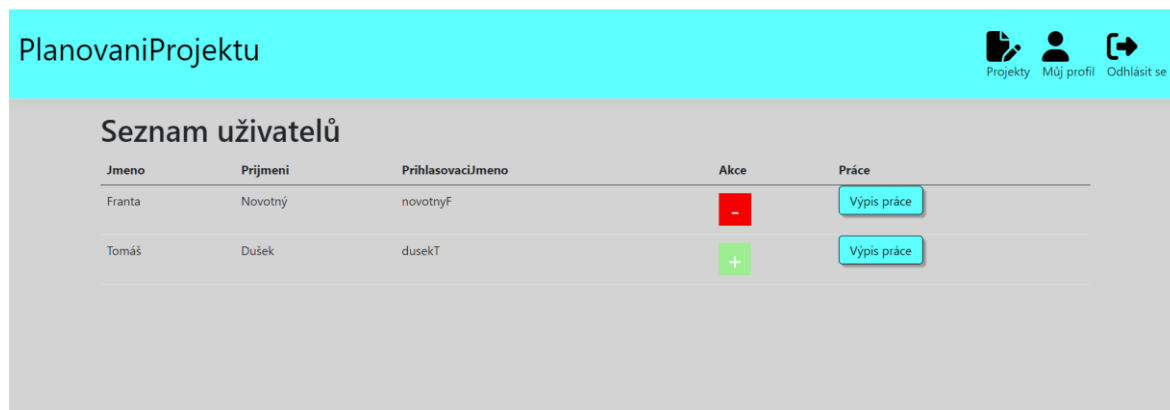 PlanovaniProjektu
Projekty Můj profil Odhlásit se
Seznam uživatelů
Jmeno Prijmeni PrihlasovaciJmeno Akce Práce
Franta Novotný novotnyF - Výpis práce
Tomáš Dušek dusekT + Výpis práce